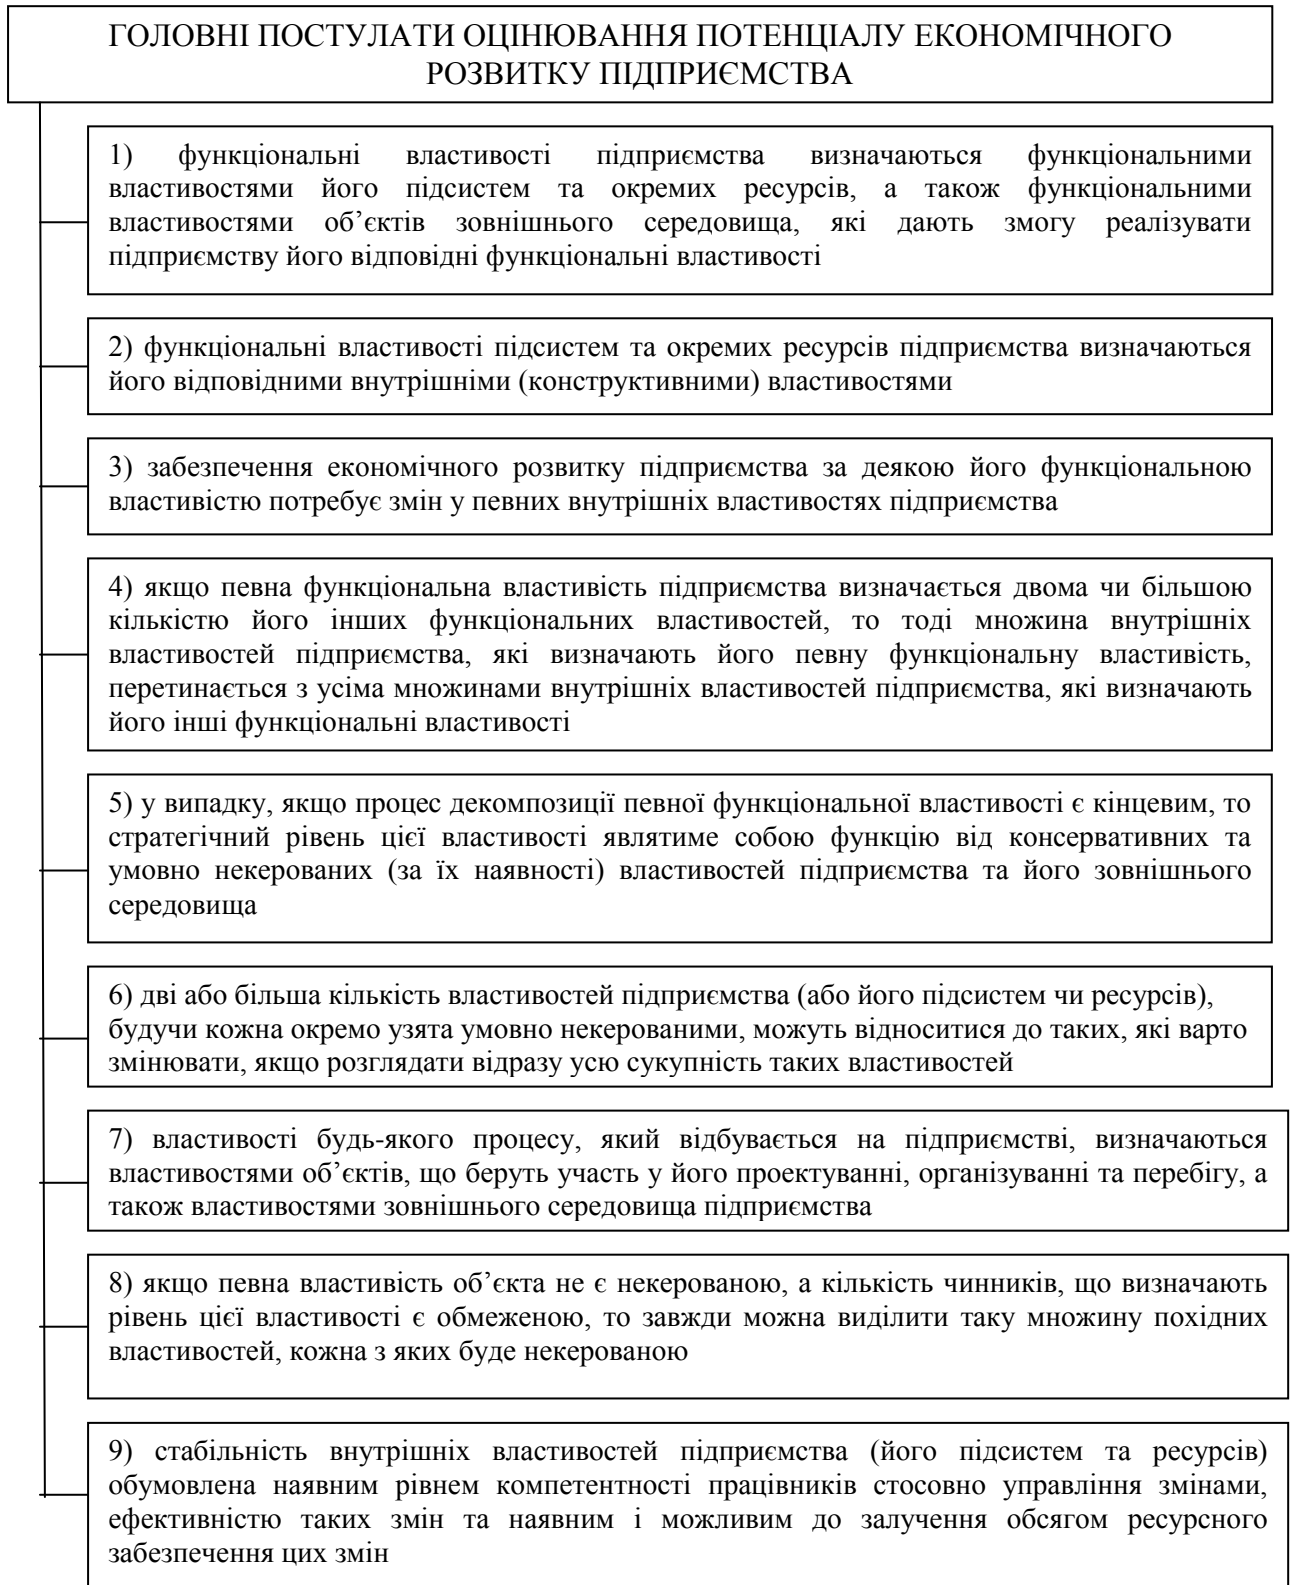 ГОЛОВНІ ПОСТУЛАТИ ОЦІНЮВАННЯ ПОТЕНЦІАЛУ ЕКОНОМІЧНОГО
РОЗВИТКУ ПІДПРИЄМСТВА
1) функціональні властивості підприємства визначаються функціональними
властивостями його підсистем та окремих ресурсів, а також функціональними
властивостями об’єктів зовнішнього середовища, які дають змогу реалізувати
підприємству його відповідні функціональні властивості
2) функціональні властивості підсистем та окремих ресурсів підприємства визначаються
його відповідними внутрішніми (конструктивними) властивостями
3) забезпечення економічного розвитку підприємства за деякою його функціональною
властивістю потребує змін у певних внутрішніх властивостях підприємства
4) якщо певна функціональна властивість підприємства визначається двома чи більшою
кількістю його інших функціональних властивостей, то тоді множина внутрішніх
властивостей підприємства, які визначають його певну функціональну властивість,
перетинається з усіма множинами внутрішніх властивостей підприємства, які визначають
його інші функціональні властивості
5) у випадку, якщо процес декомпозиції певної функціональної властивості є кінцевим, то
стратегічний рівень цієї властивості являтиме собою функцію від консервативних та
умовно некерованих (за їх наявності) властивостей підприємства та його зовнішнього
середовища
6) дві або більша кількість властивостей підприємства (або його підсистем чи ресурсів),
будучи кожна окремо узята умовно некерованими, можуть відноситися до таких, які варто
змінювати, якщо розглядати відразу усю сукупність таких властивостей
7) властивості будь-якого процесу, який відбувається на підприємстві, визначаються
властивостями об’єктів, що беруть участь у його проектуванні, організуванні та перебігу, а
також властивостями зовнішнього середовища підприємства
8) якщо певна властивість об’єкта не є некерованою, а кількість чинників, що визначають
рівень цієї властивості є обмеженою, то завжди можна виділити таку множину похідних
властивостей, кожна з яких буде некерованою
9) стабільність внутрішніх властивостей підприємства (його підсистем та ресурсів)
обумовлена наявним рівнем компетентності працівників стосовно управління змінами,
ефективністю таких змін та наявним і можливим до залучення обсягом ресурсного
забезпечення цих змін